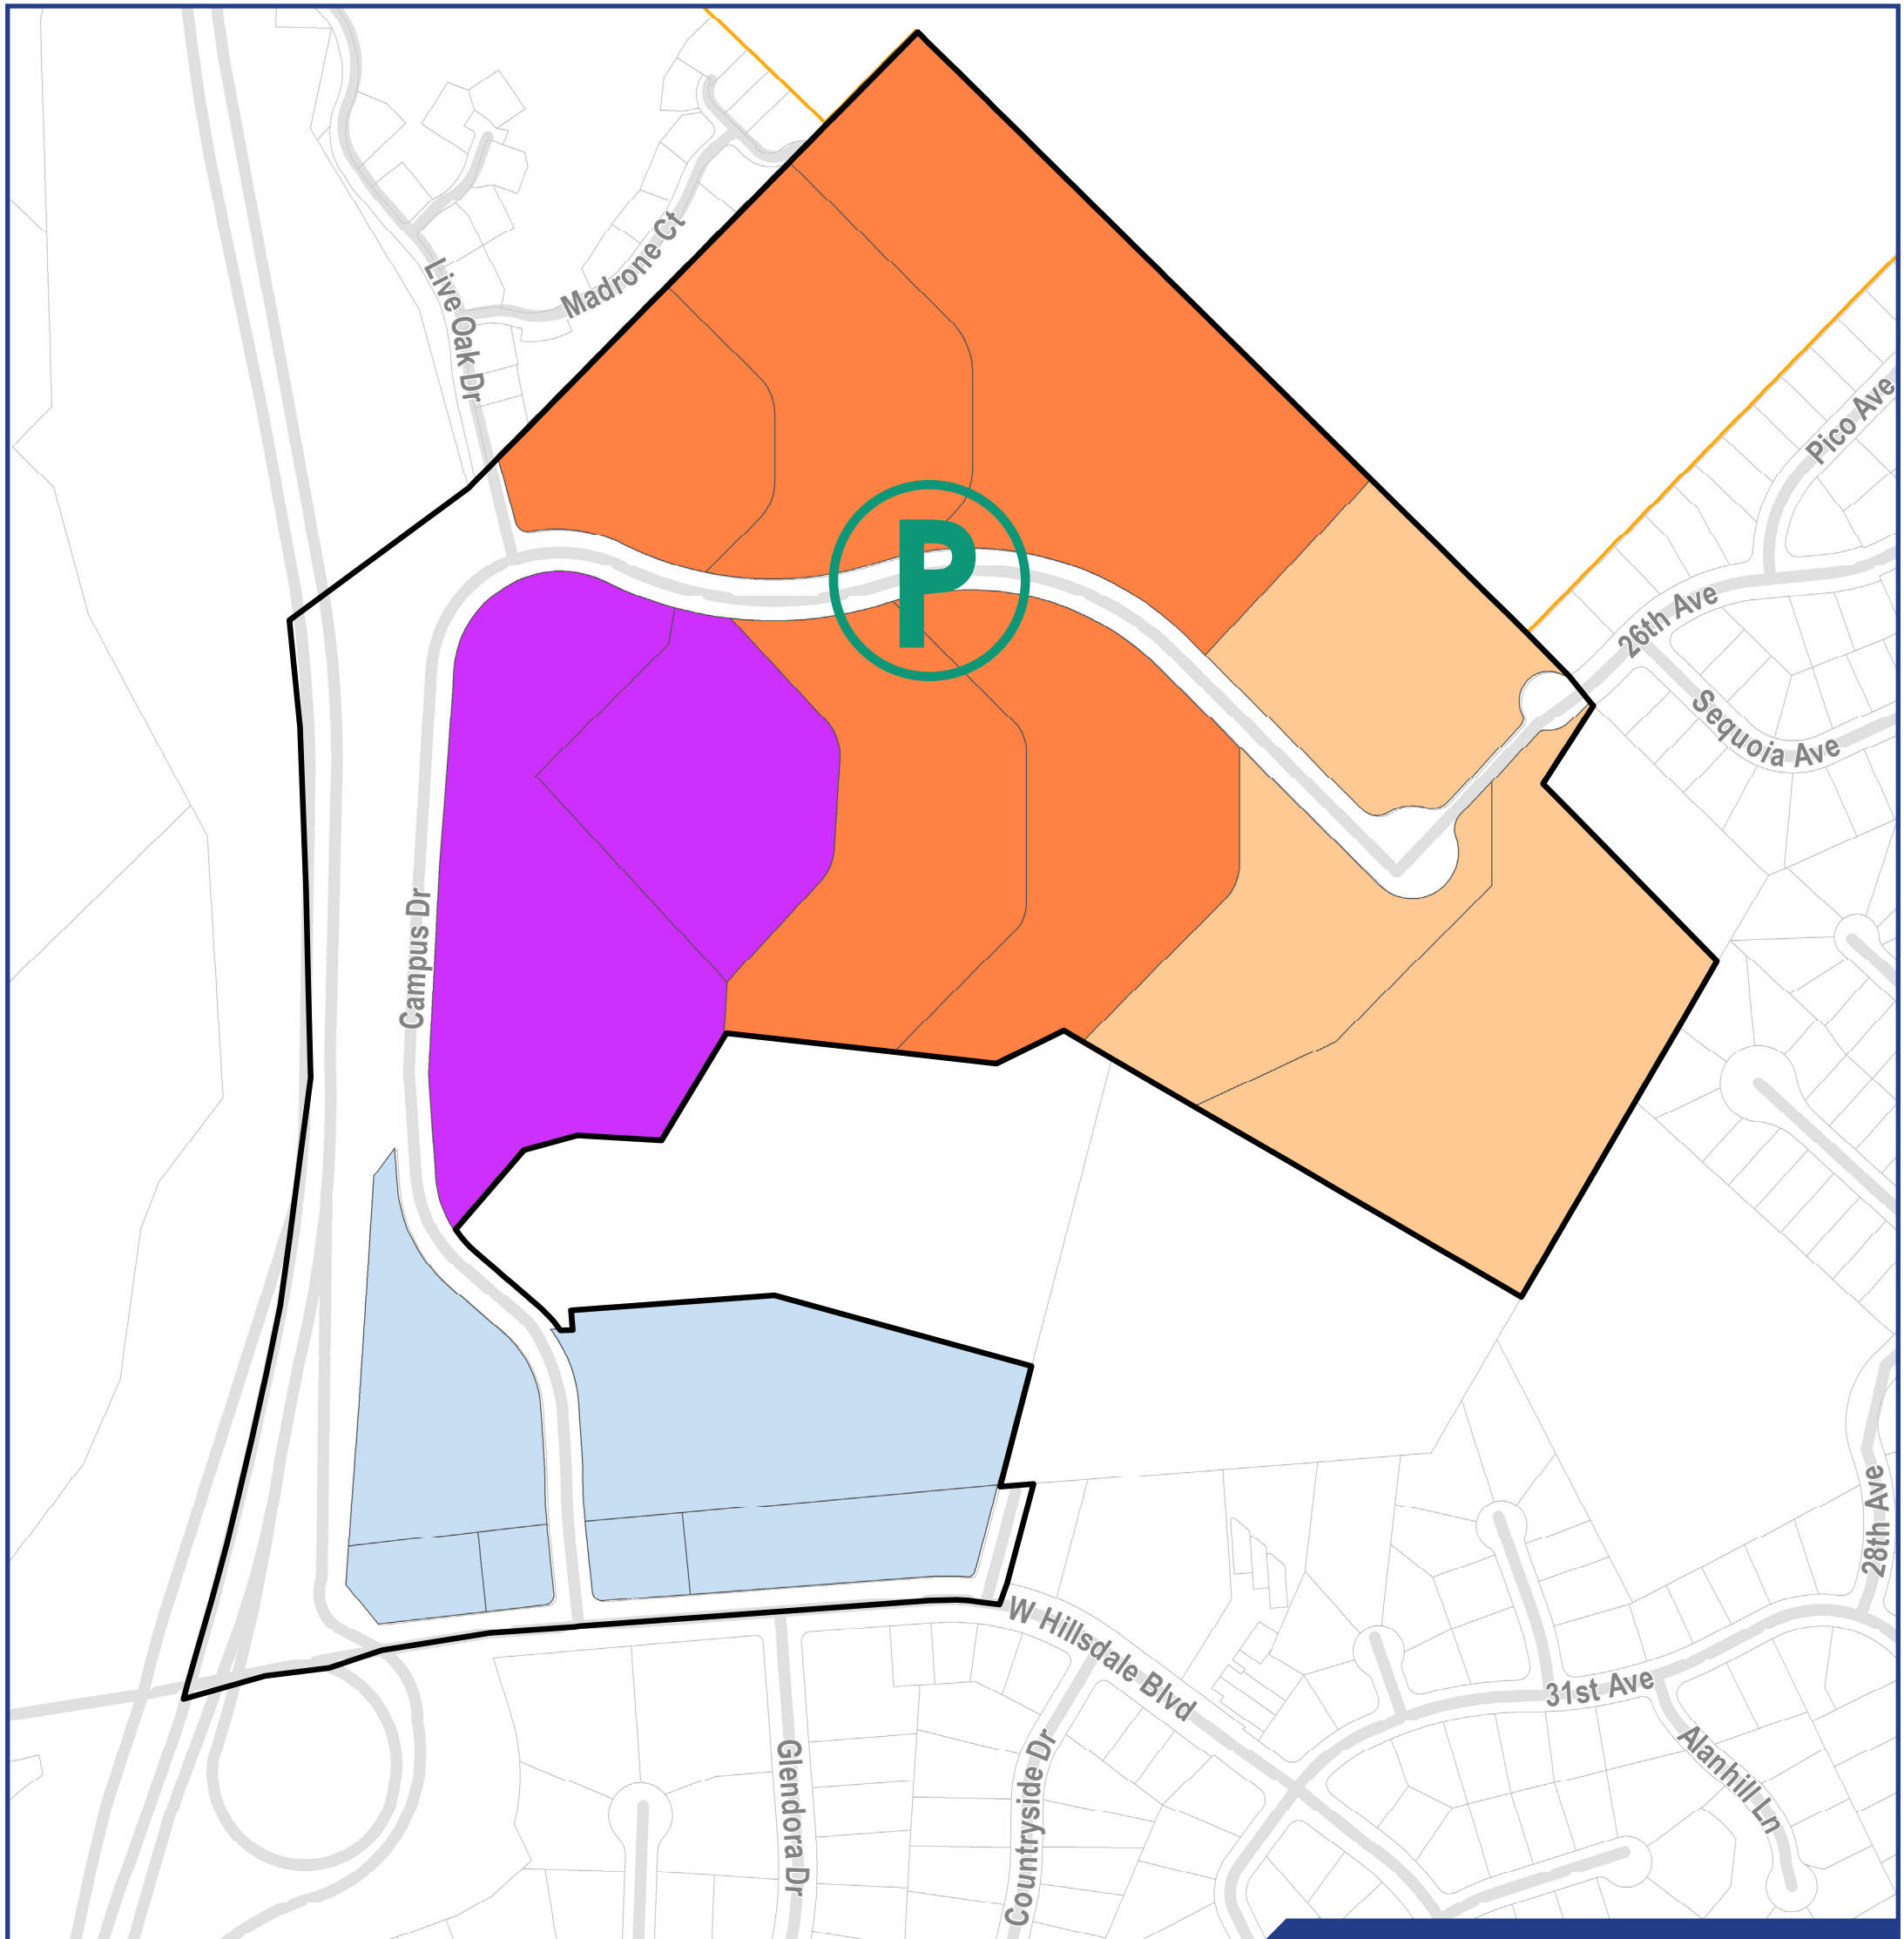 Madrone Ct
Live Oak Dr
Pico Ave
P
26th Ave
Sequoia Ave
Campus Dr
28th Ave
W Hillsdale Blvd
31st Ave
Alanhill Ln
Glendora Dr
Countryside Dr